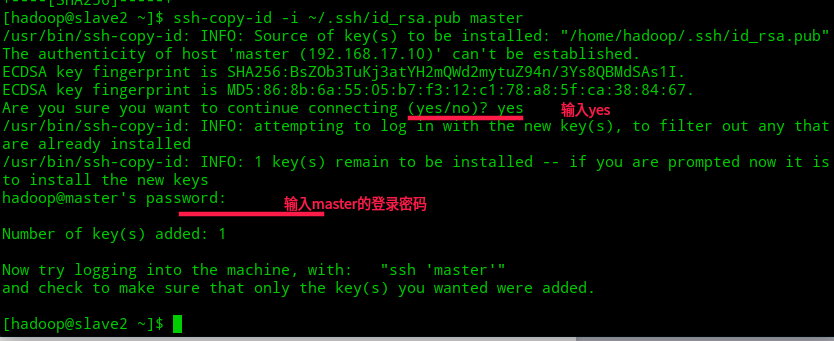 [hadoop@slave2 ~]$ ssh-copy-id -i ~/.ssh/id_rsa.pub master
/usr/bin/ssh-copy-id: INFO: Source of key(s) to be installed: "/home/hadoop/.ssh/id_rsa.pub"
The authenticity of host 'master (192.168.17.10)' can't be established.
ECDSA key fingerprint is SHA256:BsZOb3TuKj3atYH2mQWd2mytuZ94n/3Ys8QBMdSAs1I.
ECDSA key fingerprint is MD5:86:8b:6a:55:05:b7:f3:12:c1:78:a8:5f:ca:38:84:67.
Are you sure you want to continue connecting (yes/no)? yes 输入yes
/usr/bin/ssh-copy-id: INFO: attempting to log in with the new key(s), to filter out any that
are already installed
/usr/bin/ssh-copy-id: INFO: 1 key(s) remain to be installed -- if you are prompted now it is
to install the new keys
hadoop@master's password: 输入master的登录密码
Number of key(s) added: 1
Now try logging into the machine, with: "ssh 'master'"
and check to make sure that only the key(s) you wanted were added.
[hadoop@slave2 ~]$